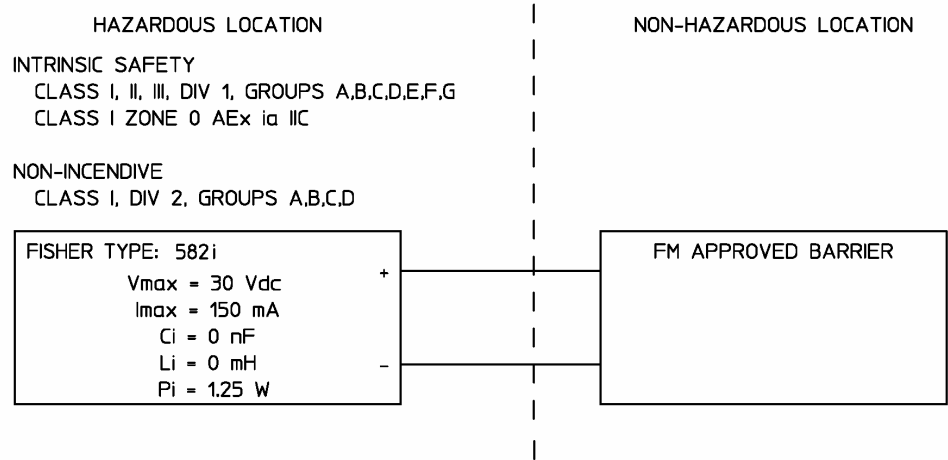 HAZARDOUS LOCATION
NON-HAZARDOUS LOCATION
INTRINSIC SAFETY
CLASS I, II, III, DIV 1, GROUPS A,B,C,D,E,F,G
CLASS I ZONE 0 AEx ia IIC
NON-INCENDIVE
CLASS I, DIV 2, GROUPS A,B,C,D
FISHER TYPE: 582i
Vmax = 30 Vdc
Imax = 150 mA
Ci = 0 nF
Li = 0 mH
Pi = 1.25 W
+
-
FM APPROVED BARRIER